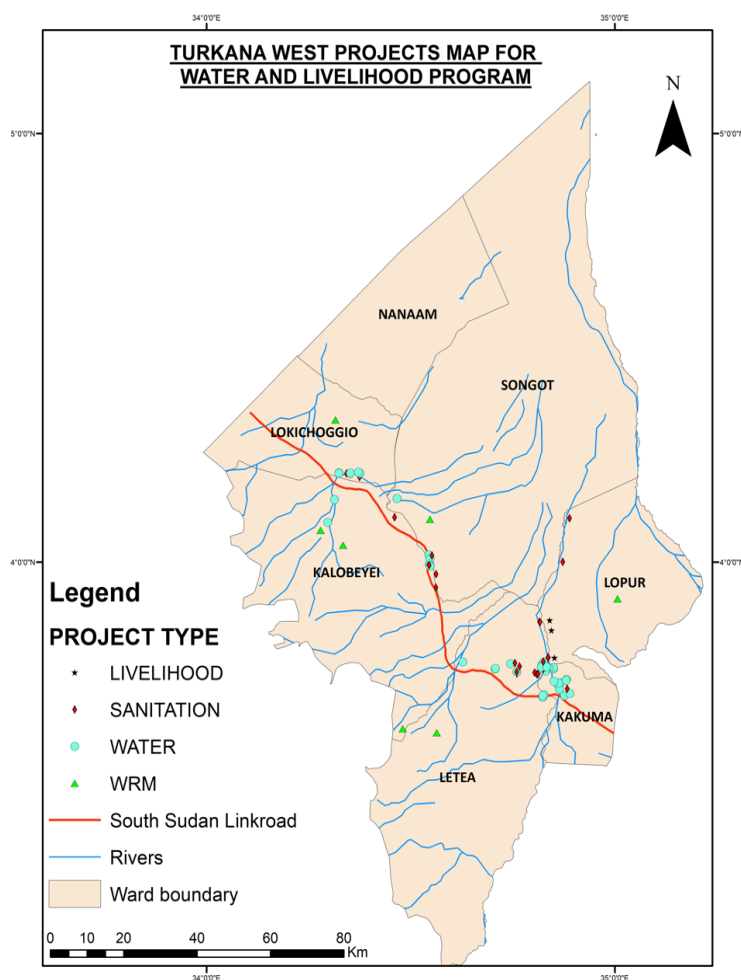 34°0'0"E
35°0'0"E
TURKANA WEST PROJECTS MAP FOR
WATER AND LIVELIHOOD PROGRAM
N
5°0'0"N
5°0'0"N
NANAAM
SONGOT
LOKICHOGGIO
4°0'0"N
4°0'0"N
KALOBEYEI
LOPUR
Legend
PROJECT TYPE
LIVELIHOOD
SANITATION
WATER
KAKUMA
WRM
LETEA
South Sudan Linkroad
Rivers
Ward boundary
0 10 20 40 60 80
Km
34°0'0"E
35°0'0"E